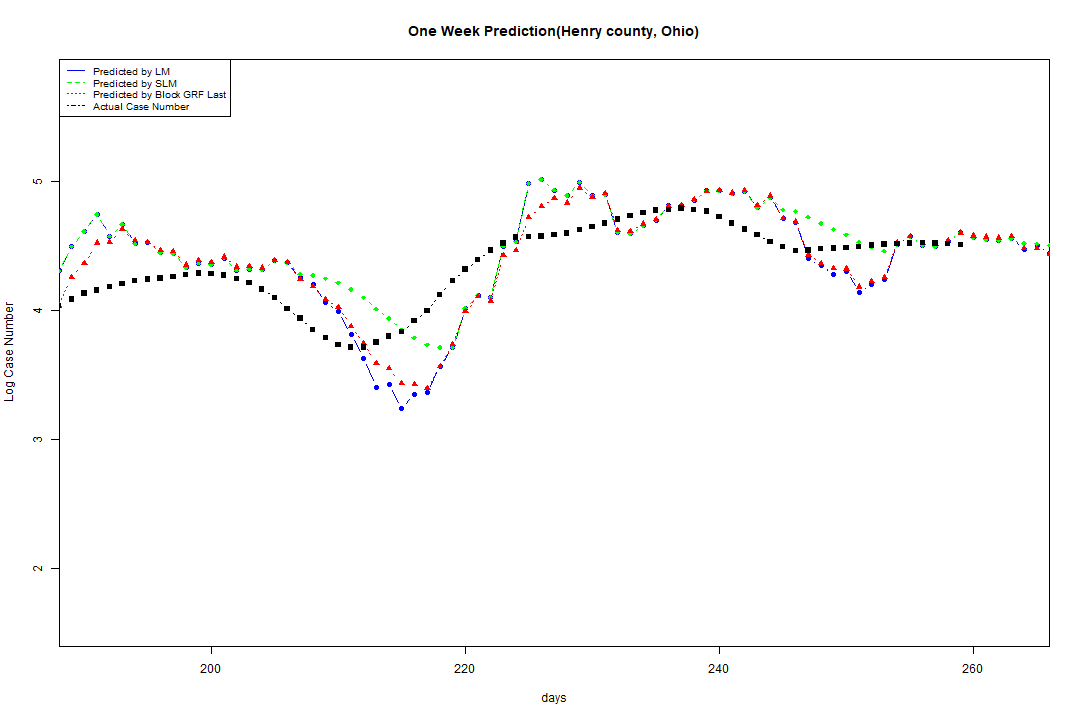 One Week Prediction(Henry county, Ohio)
Predicted by LM
Predicted by SLM
Predicted by Block GRF Last
Actual Case Number
5
4
3
2
Log Case Number
200
220
240
260
days